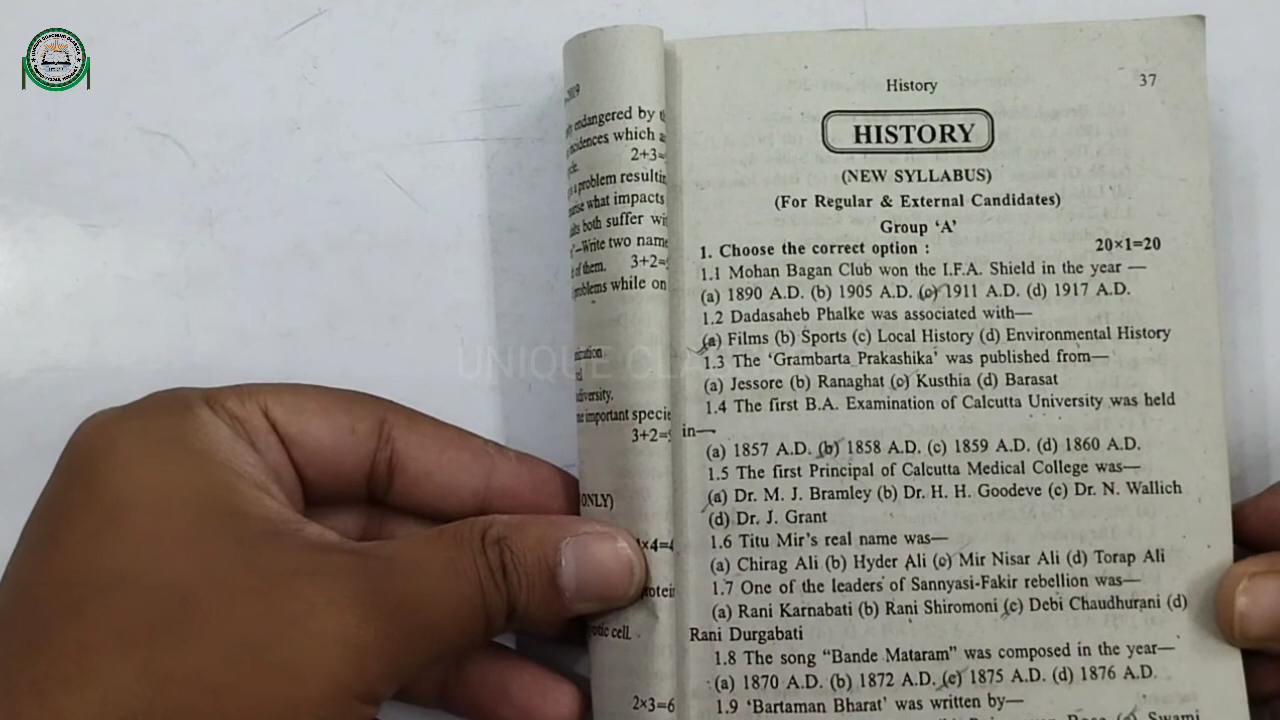 History 37
HISTORY
(NEW SYLLABUS)
(For Regular & External Candidates)
Group ‘A’
1. Choose the correct option : 20×1=20
1.1 Mohan Bagan Club won the I.F.A. Shield in the year —
(a) 1890 A.D. (b) 1905 A.D. (c) 1911 A.D. (d) 1917 A.D.
1.2 Dadasaheb Phalke was associated with—
(a) Films (b) Sports (c) Local History (d) Environmental History
1.3 The ‘Grambarta Prakashika’ was published from—
(a) Jessore (b) Ranaghat (c) Kusthia (d) Barasat
1.4 The first B.A. Examination of Calcutta University was held
in—
(a) 1857 A.D. (b) 1858 A.D. (c) 1859 A.D. (d) 1860 A.D.
1.5 The first Principal of Calcutta Medical College was—
(a) Dr. M. J. Bramley (b) Dr. H. H. Goodeve (c) Dr. N. Wallich
(d) Dr. J. Grant
1.6 Titu Mir’s real name was—
(a) Chirag Ali (b) Hyder Ali (c) Mir Nisar Ali (d) Torap Ali
1.7 One of the leaders of Sannyasi-Fakir rebellion was—
(a) Rani Karnabati (b) Rani Shiromoni (c) Debi Chaudhurani (d)
Rani Durgabati
1.8 The song “Bande Mataram” was composed in the year—
(a) 1870 A.D. (b) 1872 A.D. (c) 1875 A.D. (d) 1876 A.D.
1.9 ‘Bartaman Bharat’ was written by—
endangered by
which
2+3=
a problem
what impacts
both suffer
Write two
of them. 3+2=
while on
important
3+2=
ONLY)
×4=4
cell.
2×3=6
UNIQUE